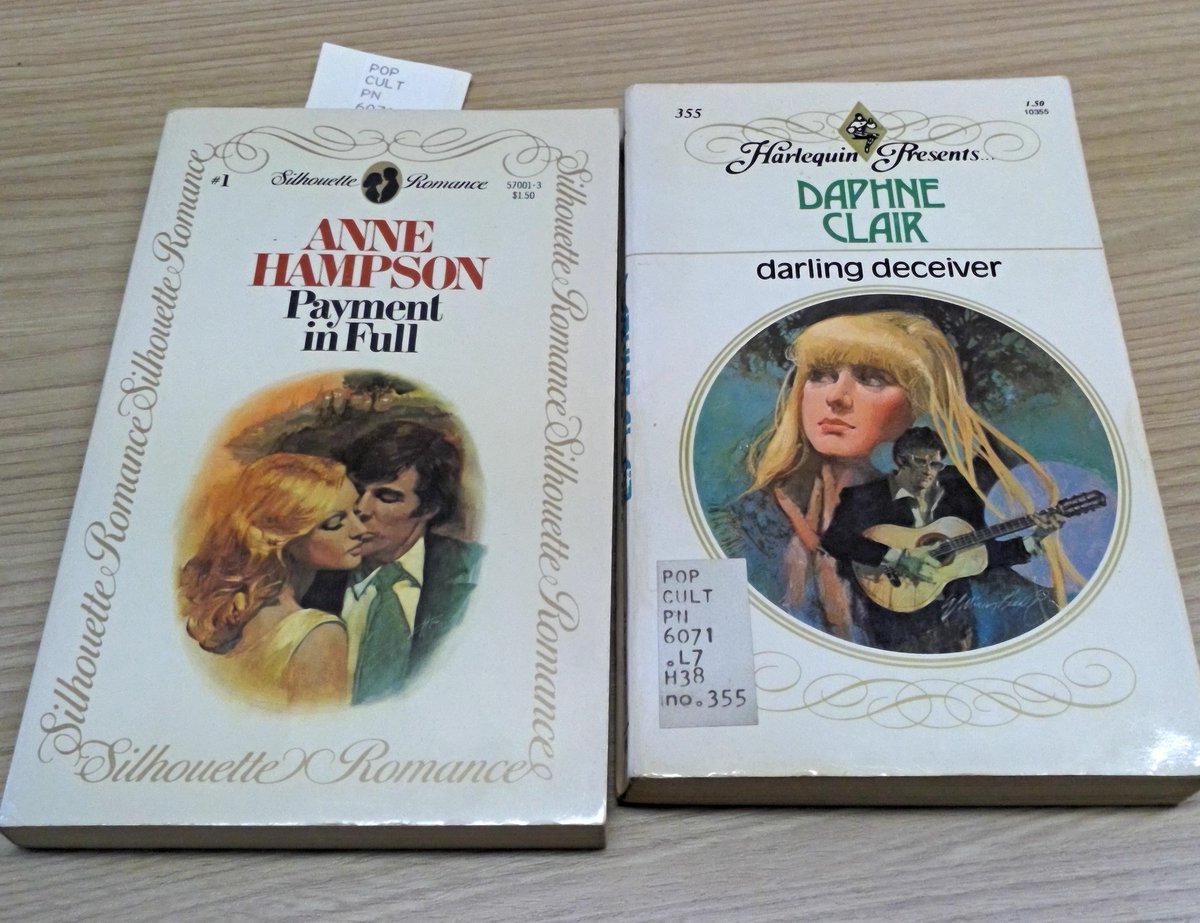 POP
CULT
PN
#1
Silhouette Romance
57001-3
$1.50
ANNE
HAMPSON
Payment
in Full
Silhouette Romance Silhouette Romance
Silhouette Romance Silhouette Romance
Silhouette Romance
355
1.50
10355
Harlequin Presents...
DAPHNE
CLAIR
darling deceiver
POP
CULT
PN
6071
.L7
H38
no.355